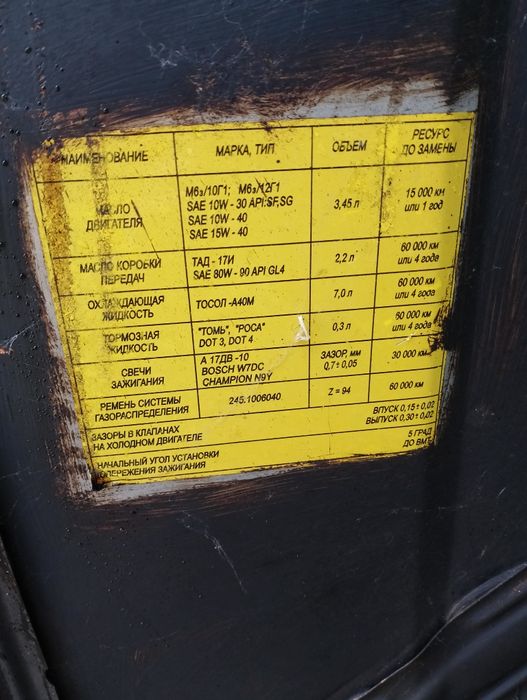 НАИМЕНОВАНИЕ МАРКА, ТИП ОБЪЕМ РЕСУРС ДО ЗАМЕНЫ
МАСЛО ДВИГАТЕЛЯ
М6₃/10Г1; М6₃/12Г1
SAE 10W - 30 API:SF,SG
SAE 10W - 40
SAE 15W - 40
3,45 л
15 000 км
или 1 год
МАСЛО КОРОБКИ
ПЕРЕДАЧ
ТАД - 17И
SAE 80W - 90 API GL4
2,2 л
60 000 км
или 4 года
ОХЛАЖДАЮЩАЯ
ЖИДКОСТЬ
ТОСОЛ -А40М
7,0 л
60 000 км
или 4 года
ТОРМОЗНАЯ
ЖИДКОСТЬ
"ТОМЬ", "РОСА"
DOT 3, DOT 4
0,3 л
60 000 км
или 4 года
СВЕЧИ
ЗАЖИГАНИЯ
А 17ДВ -10
BOSCH W7DC
CHAMPION N9Y
ЗАЗОР, мм
0,7±0,05
30 000 км
РЕМЕНЬ СИСТЕМЫ
ГАЗОРАСПРЕДЕЛЕНИЯ
245.1006040
Z = 94
60 000 км
ЗАЗОРЫ В КЛАПАНАХ
НА ХОЛОДНОМ ДВИГАТЕЛЕ
ВПУСК 0,15±0,02
ВЫПУСК 0,30±0,02
НАЧАЛЬНЫЙ УГОЛ УСТАНОВКИ
ОПЕРЕЖЕНИЯ ЗАЖИГАНИЯ
5 ГРАД
ДО ВМТ